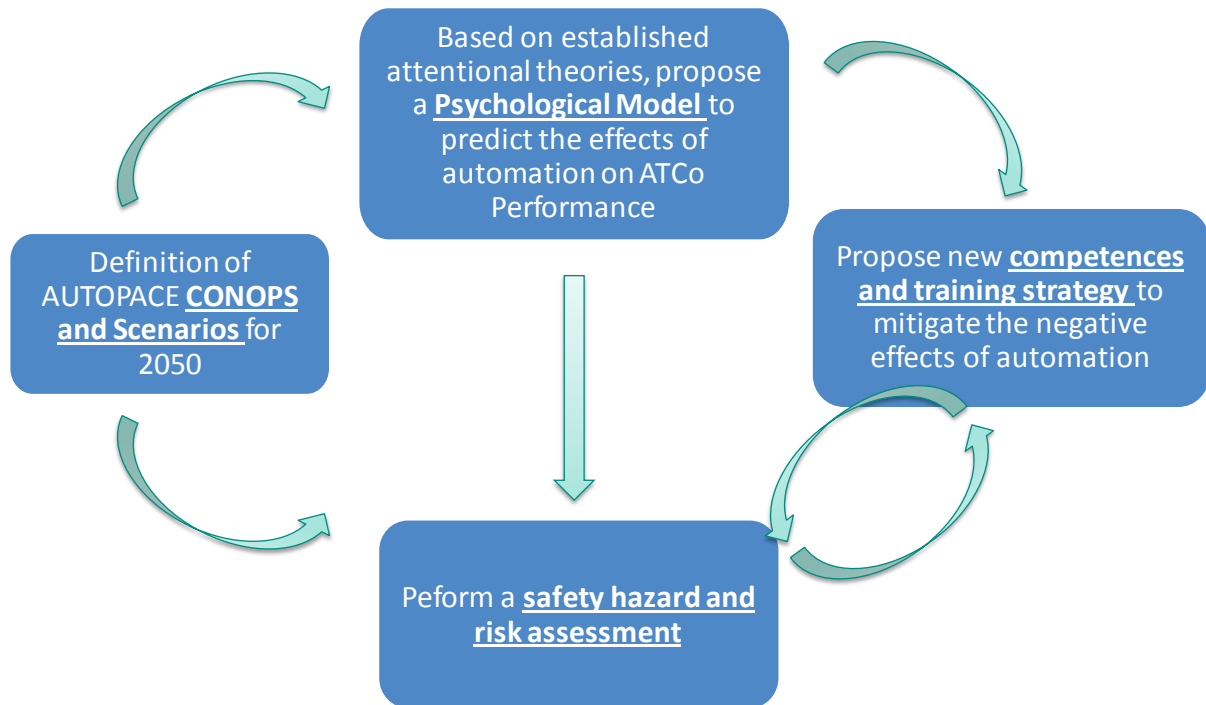 Based on established
attentional theories, propose
a Psychological Model to
predict the effects of
automation on ATCo
Performance
Definition of
AUTOPACE CONOPS
and Scenarios for
2050
Propose new competences
and training strategy to
mitigate the negative
effects of automation
Peform a safety hazard and
risk assessment